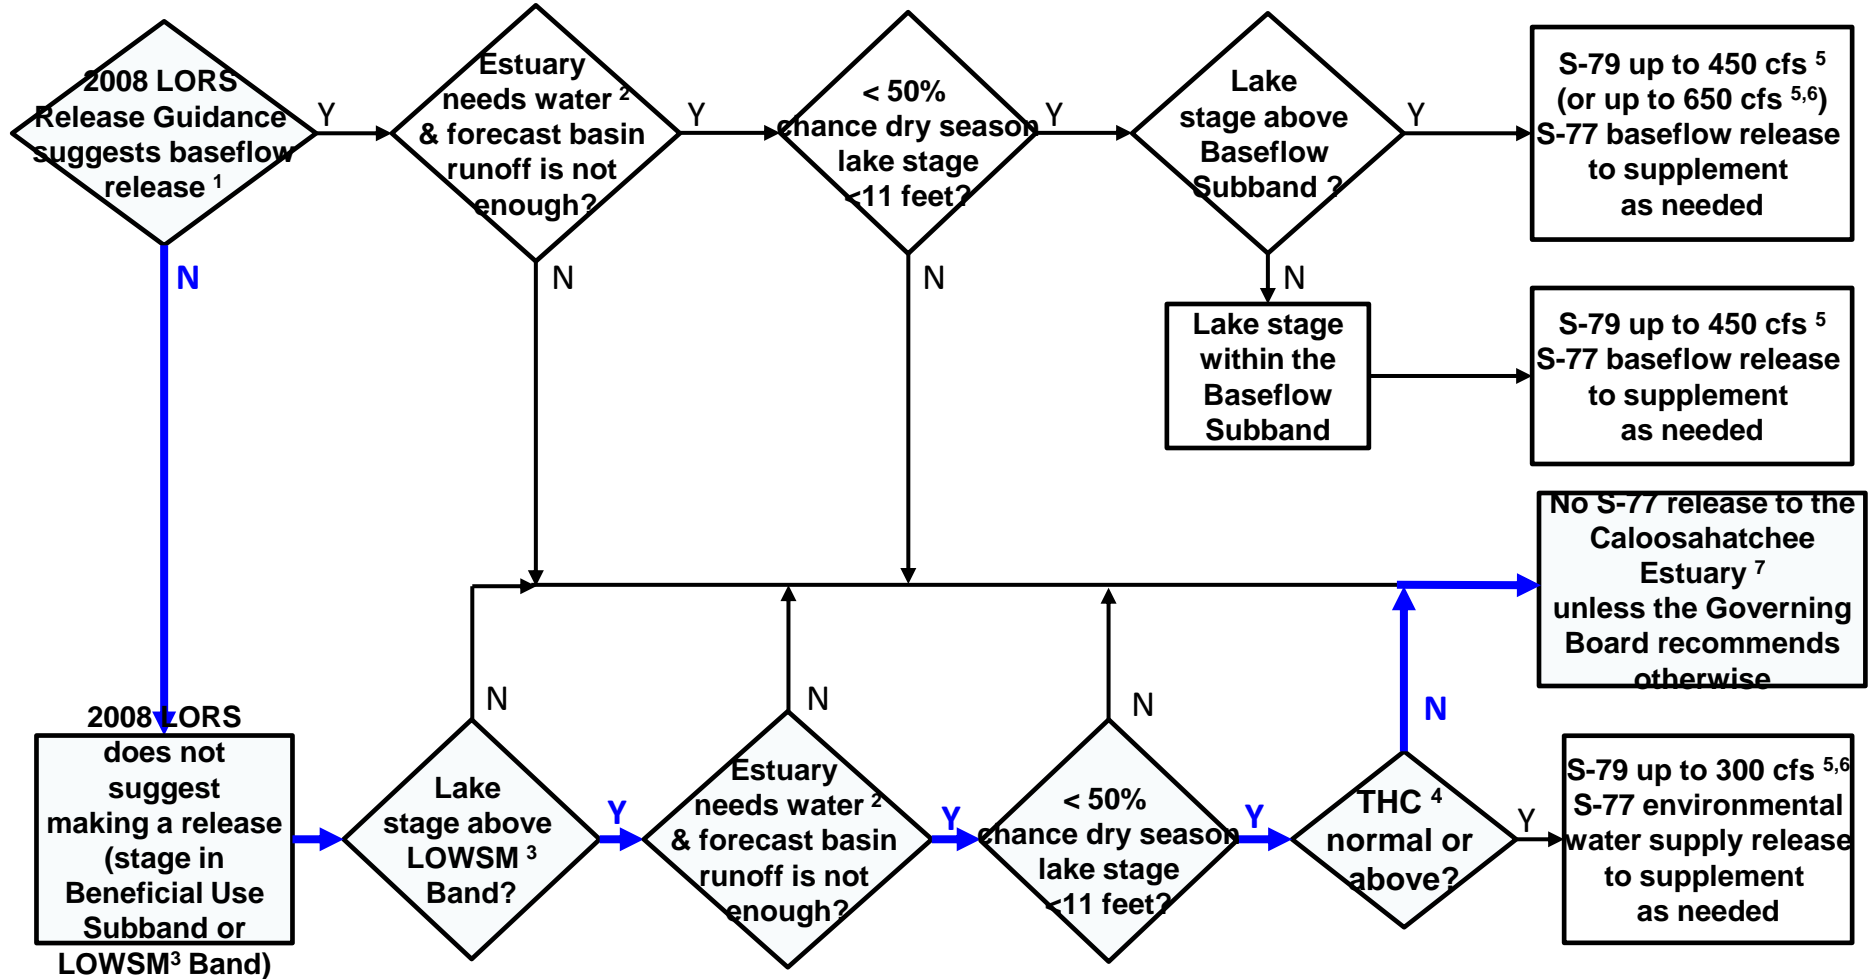 2008 LORS
Release Guidance
suggests baseflow
release 1
Y
N
Estuary
needs water 2
& forecast basin
runoff is not
enough?
Y
N
< 50%
chance dry season
lake stage
<11 feet?
Y
N
Lake
stage above
Baseflow
Subband ?
Y
N
S-79 up to 450 cfs 5
(or up to 650 cfs 5,6)
S-77 baseflow release
to supplement
as needed
Lake stage
within the
Baseflow
Subband
S-79 up to 450 cfs 5
S-77 baseflow release
to supplement
as needed
No S-77 release to the
Caloosahatchee
Estuary 7
unless the Governing
Board recommends
otherwise
2008 LORS
does not
suggest
making a release
(stage in
Beneficial Use
Subband or
LOWSM3 Band)
N
Lake
stage above
LOWSM 3
Band?
Y
N
Estuary
needs water 2
& forecast basin
runoff is not
enough?
Y
N
< 50%
chance dry season
lake stage
<11 feet?
Y
N
THC 4
normal or
above?
Y
S-79 up to 300 cfs 5,6
S-77 environmental
water supply release
to supplement
as needed